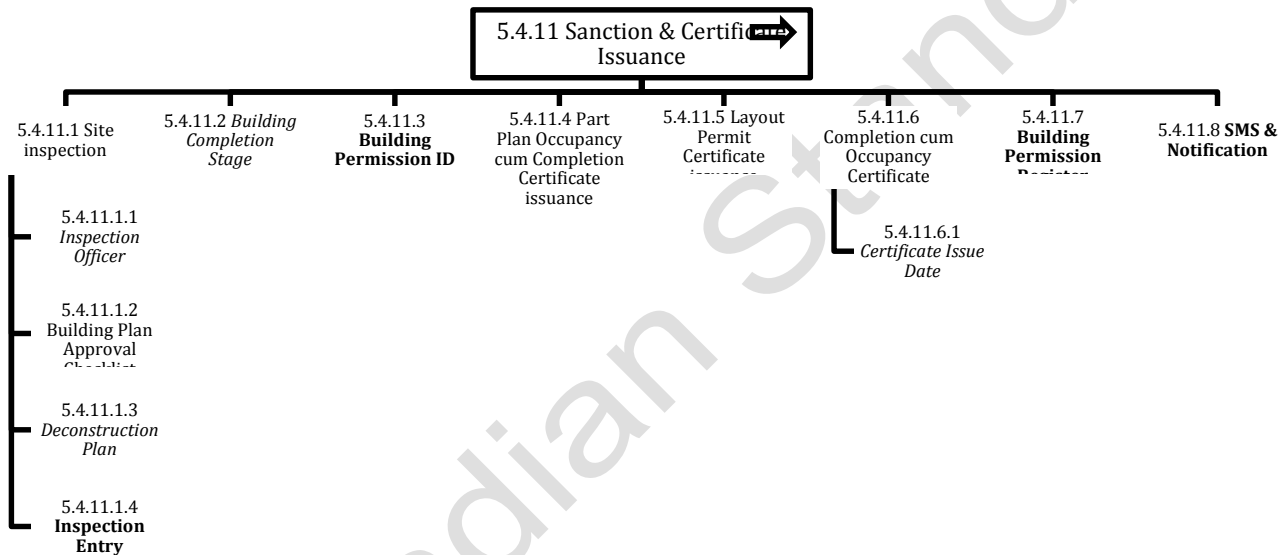 5.4.11 Sanction & Certificate
Issuance
5.4.11.1 Site
inspection
5.4.11.2 Building
Completion
Stage
5.4.11.3
Building
Permission ID
5.4.11.4 Part
Plan Occupancy
cum Completion
Certificate
issuance
5.4.11.5 Layout
Permit
Certificate
issuance
5.4.11.6
Completion cum
Occupancy
Certificate
5.4.11.7
Building
Permission
Register
5.4.11.8 SMS &
Notification
5.4.11.1.1
Inspection
Officer
5.4.11.6.1
Certificate Issue
Date
5.4.11.1.2
Building Plan
Approval
Checklist
5.4.11.1.3
Deconstruction
Plan
5.4.11.1.4
Inspection
Entry